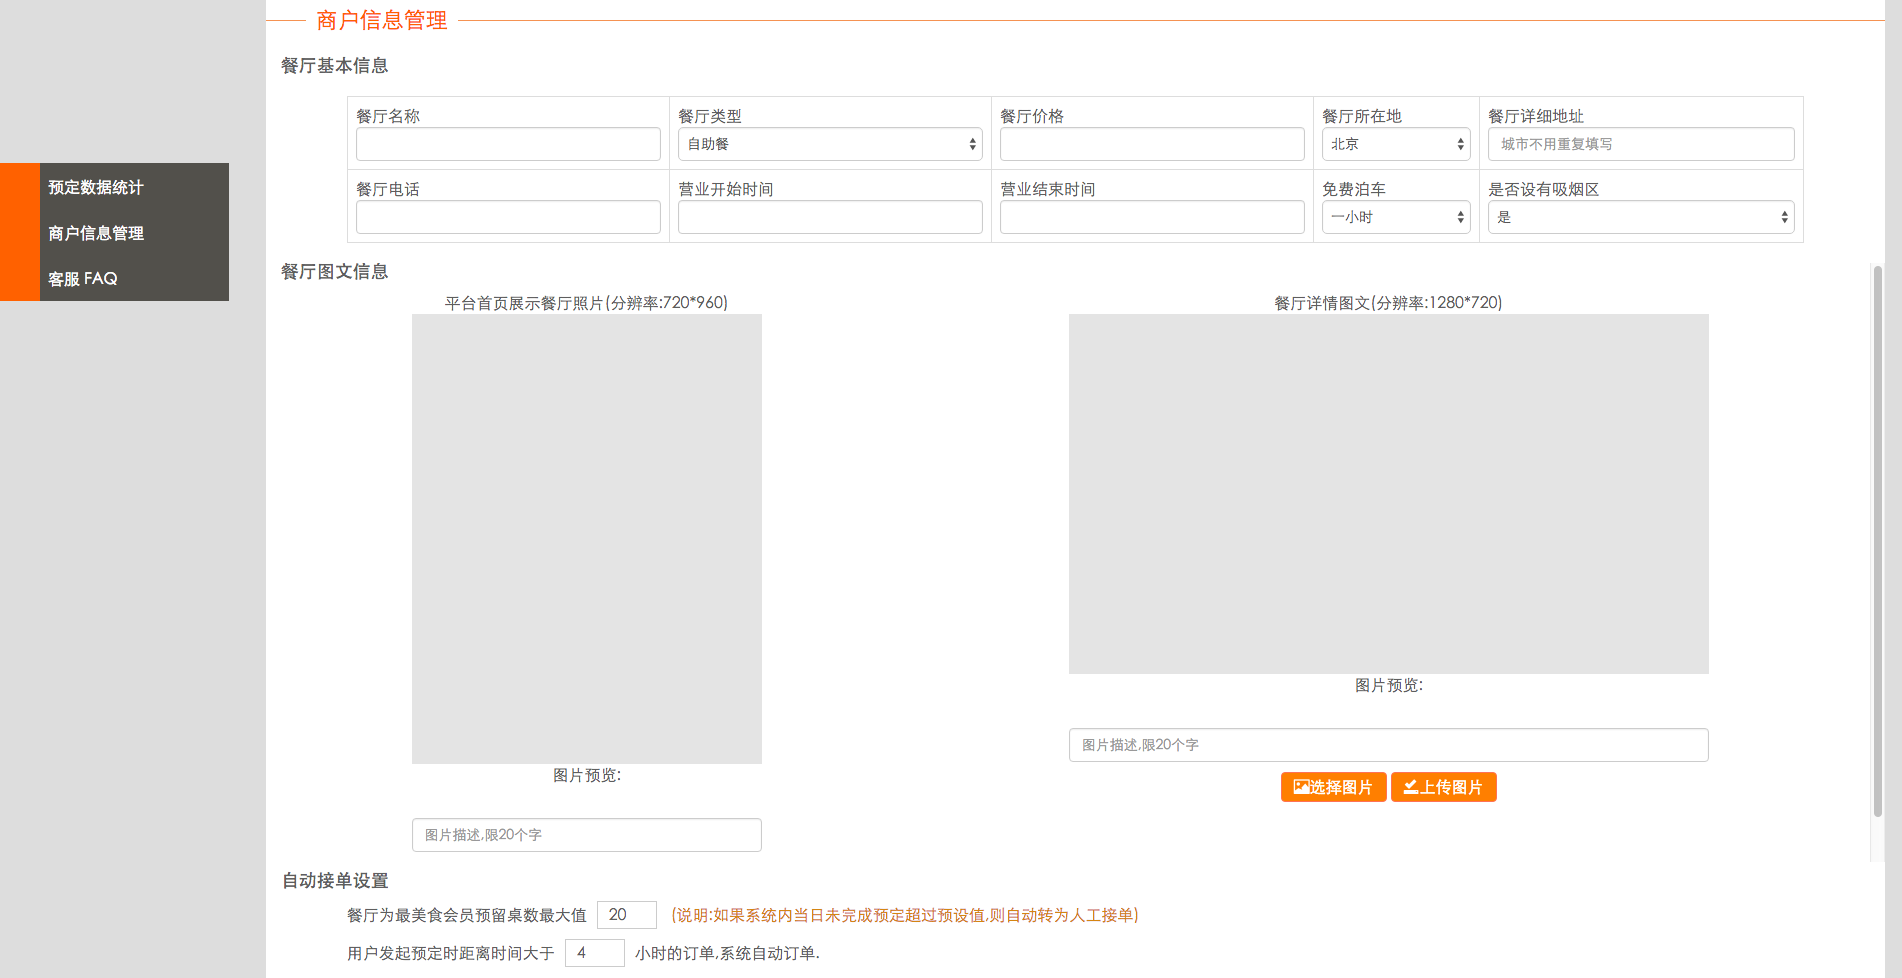 商户信息管理
预定数据统计
商户信息管理
客服 FAQ
餐厅基本信息
餐厅名称
餐厅类型
自助餐
餐厅价格
餐厅所在地
北京
餐厅详细地址
城市不用重复填写
餐厅电话
营业开始时间
营业结束时间
免费泊车
一小时
是否设有吸烟区
是
餐厅图文信息
平台首页展示餐厅照片(分辨率:720*960)
图片预览:
图片描述,限20个字
餐厅详情图文(分辨率:1280*720)
图片预览:
图片描述,限20个字
选择图片
上传图片
自动接单设置
餐厅为最美食会员预留桌数最大值 20 (说明:如果系统内当日未完成预定超过预设值,则自动转为人工接单)
用户发起预定时距离时间大于 4 小时的订单,系统自动订单.